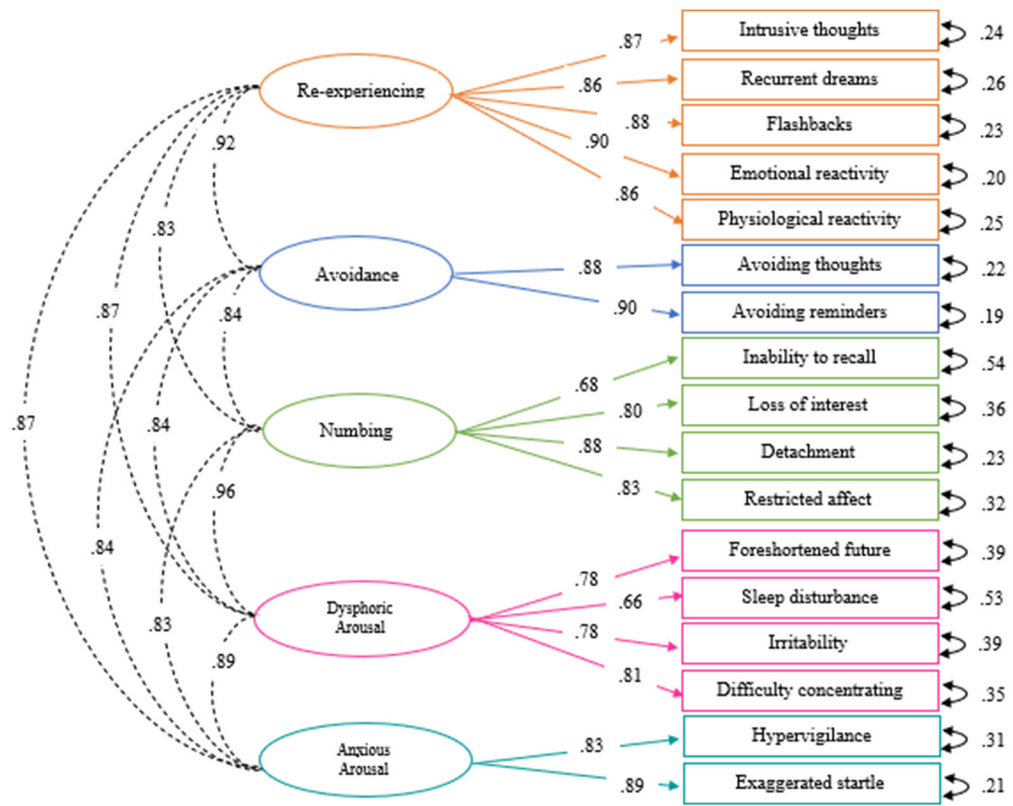 Intrusive thoughts
.24
.87
Re-experiencing
Recurrent dreams
.26
.86
Flashbacks
.23
.88
.92
.90
Emotional reactivity
.20
.86
Physiological reactivity
.25
.83
Avoidance
.88
Avoiding thoughts
.22
.90
Avoiding reminders
.19
.87
.84
Inability to recall
.54
.68
Loss of interest
.36
.80
.87
.84
Numbing
.88
Detachment
.23
.83
Restricted affect
.32
.96
.84
Foreshortened future
.39
.78
Sleep disturbance
.53
.66
.83
Dysphoric
Arousal
.78
Irritability
.39
.89
.81
Difficulty concentrating
.35
Anxious
Arousal
.83
Hypervigilance
.31
.89
Exaggerated startle
.21